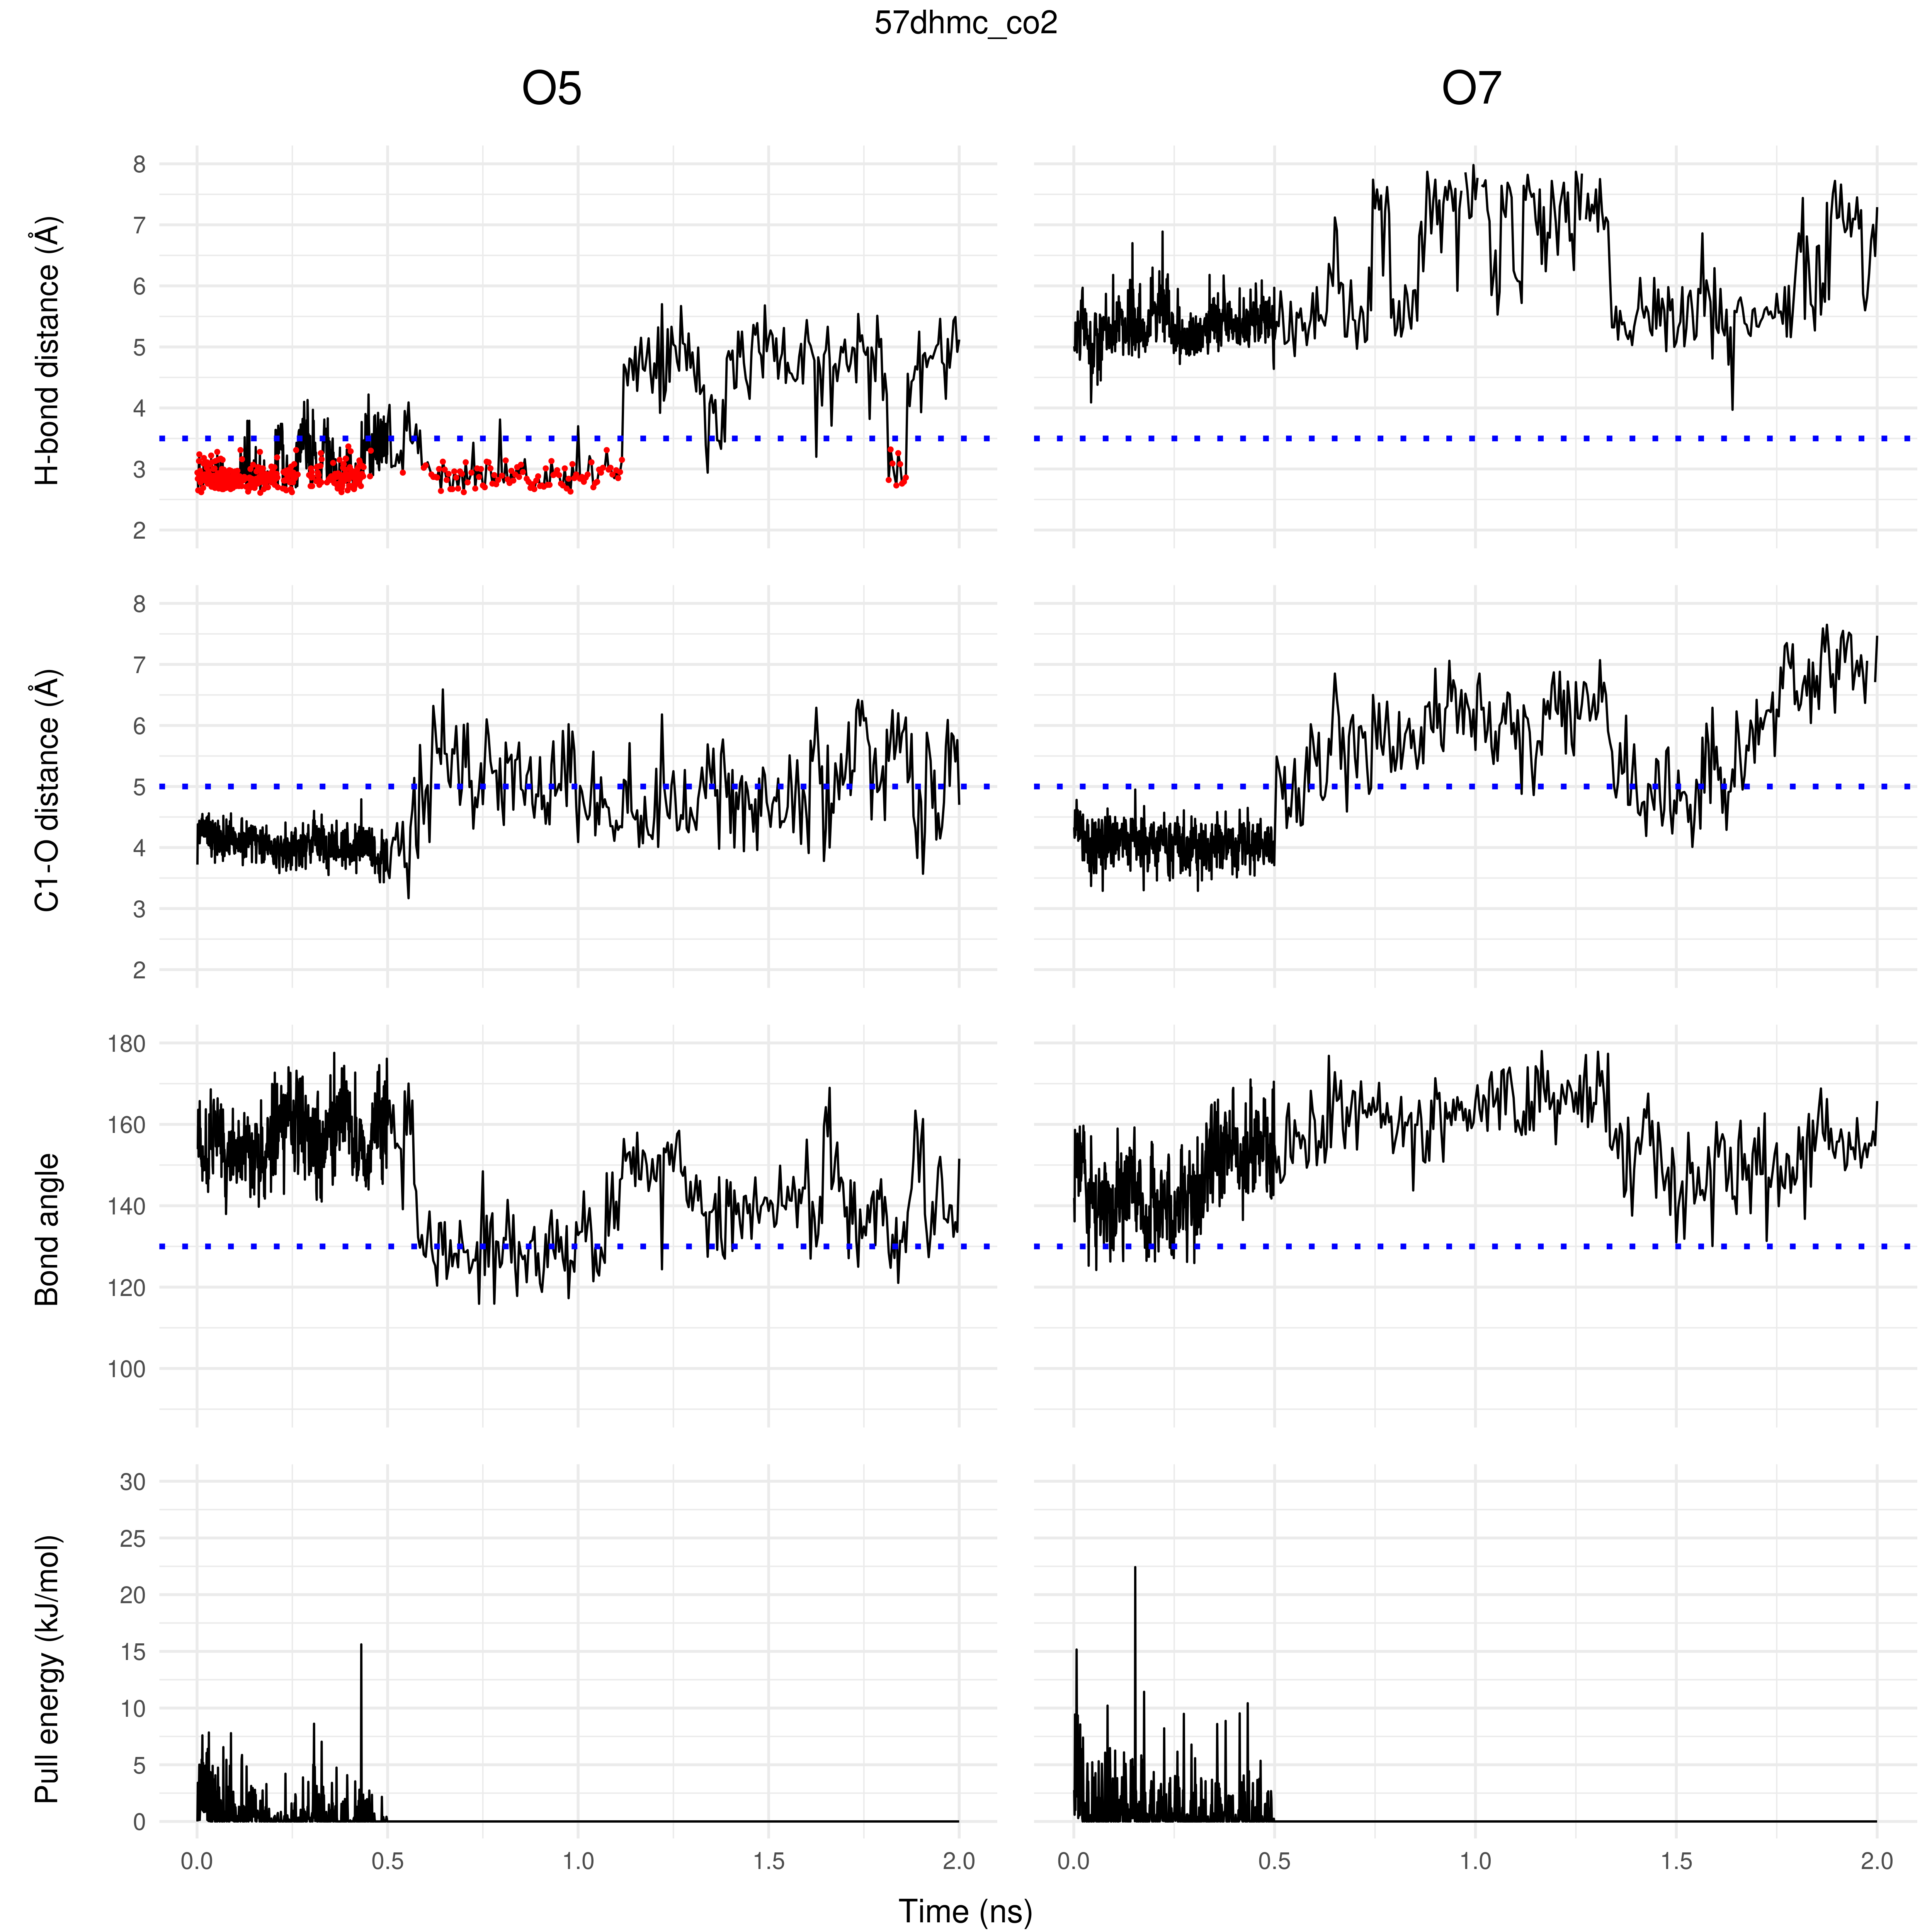 57dhmc_co2
O5
O7
H-bond distance (Å)
8
7
6
5
4
3
2
C1-O distance (Å)
8
7
6
5
4
3
2
Bond angle
180
160
140
120
100
Pull energy (kJ/mol)
30
25
20
15
10
5
0
0.0 0.5 1.0 1.5 2.0 0.0 0.5 1.0 1.5 2.0
Time (ns)